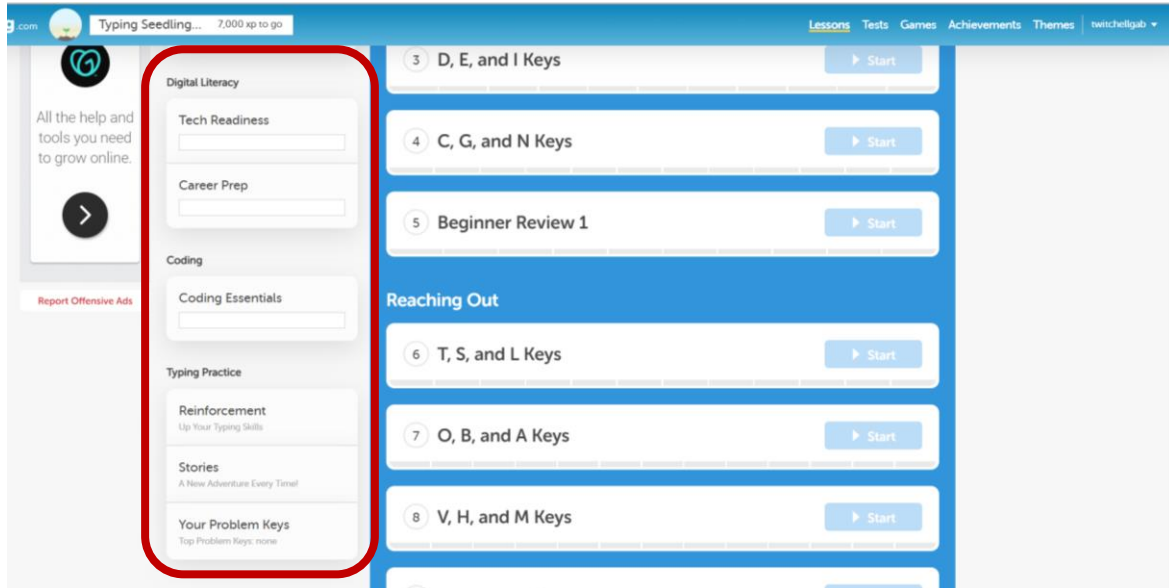 g.com
Typing Seedling... 7,000 xp to go
Lessons Tests Games Achievements Themes twitchellgab
All the help and
tools you need
to grow online.
Report Offensive Ads
Digital Literacy
Tech Readiness
Career Prep
Coding
Coding Essentials
Typing Practice
Reinforcement
Up Your Typing Skills
Stories
A New Adventure Every Time!
Your Problem Keys
Top Problem Keys: none
3 D, E, and I Keys Start
4 C, G, and N Keys Start
5 Beginner Review 1 Start
Reaching Out
6 T, S, and L Keys Start
7 O, B, and A Keys Start
8 V, H, and M Keys Start